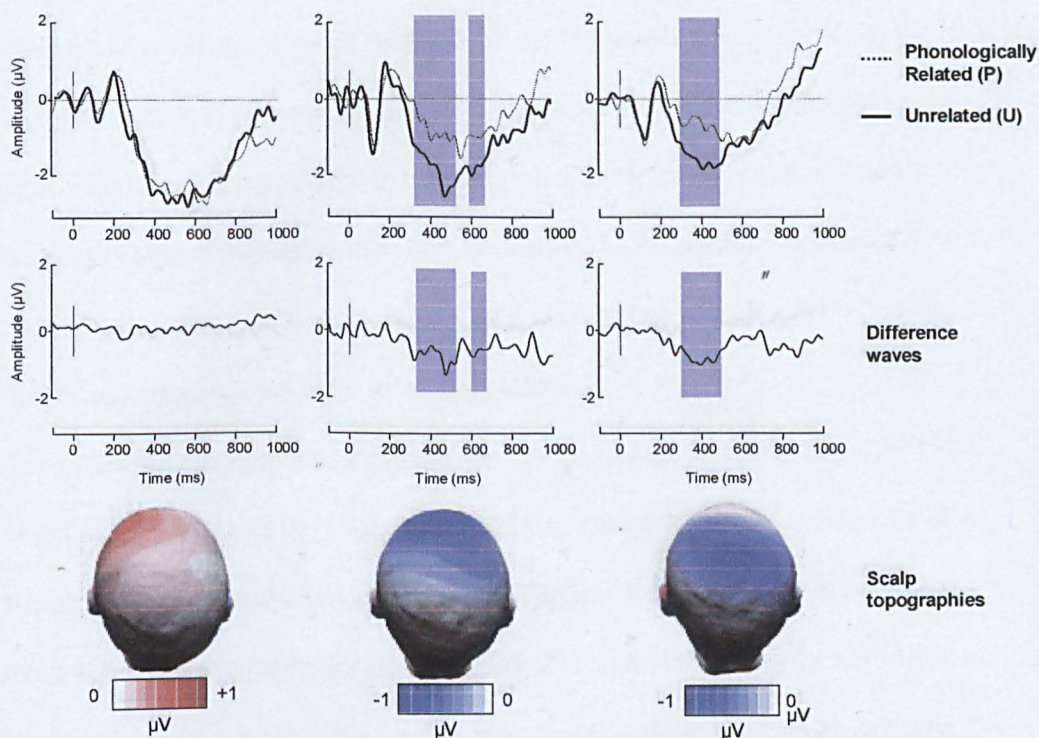 2
0
-2
Amplitude (µV)
0 200 400 600 800 1000
2
0
-2
0 200 400 600 800 1000
2
0
-2
0 200 400 600 800 1000
Phonologically
Related (P)
Unrelated (U)
2
0
-2
Amplitude (µV)
0 200 400 600 800 1000
Time (ms)
2
0
-2
0 200 400 600 800 1000
Time (ms)
2
0
-2
0 200 400 600 800 1000
Time (ms)
Difference
waves
Scalp
topographies
0 +1
µV
-1 0
µV
-1 0
µV
µV